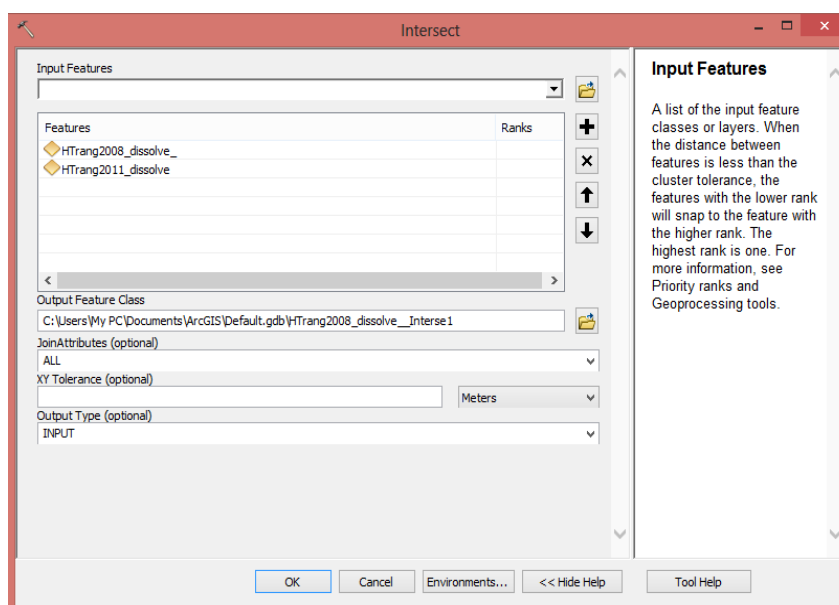 Intersect
Input Features
Features Ranks
HTrang2008_dissolve_
HTrang2011_dissolve
Output Feature Class
C:\Users\My PC\Documents\ArcGIS\Default.gdb\HTrang2008_dissolve__Interse1
JoinAttributes (optional)
ALL
XY Tolerance (optional)
Meters
Output Type (optional)
INPUT
OK Cancel Environments... << Hide Help Tool Help
Input Features
A list of the input feature
classes or layers. When
the distance between
features is less than the
cluster tolerance, the
features with the lower rank
will snap to the feature with
the higher rank. The
highest rank is one. For
more information, see
Priority ranks and
Geoprocessing tools.